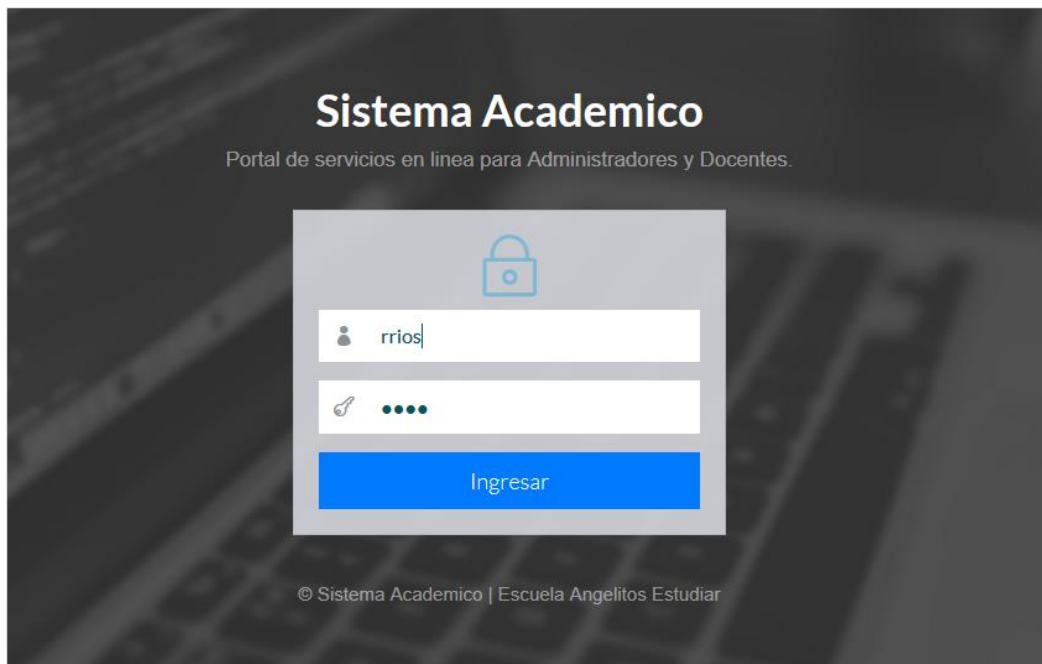 Sistema Academico
Portal de servicios en linea para Administradores y Docentes.
rrios
••••
Ingresar
© Sistema Academico | Escuela Angelitos Estudiar